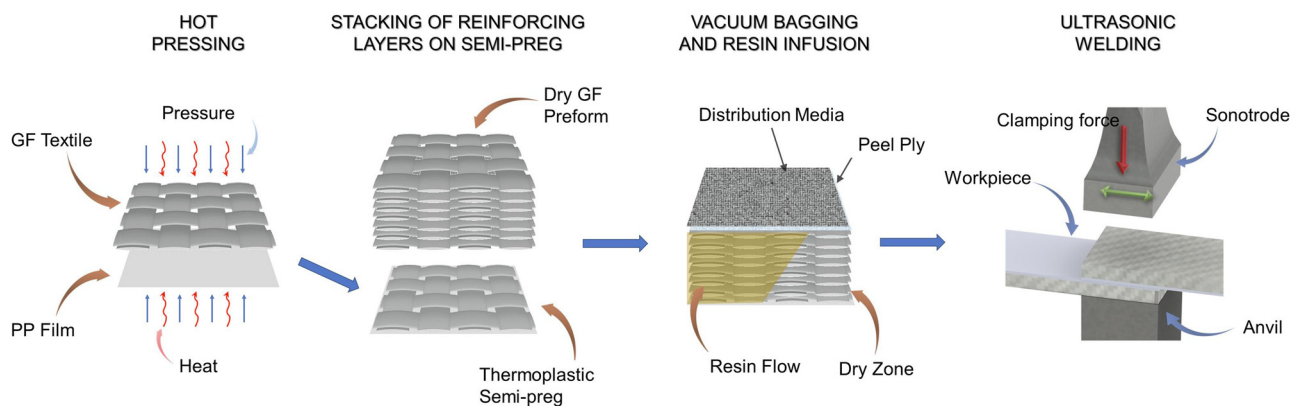 HOT
PRESSING
STACKING OF REINFORCING
LAYERS ON SEMI-PREG
VACUUM BAGGING
AND RESIN INFUSION
ULTRASONIC
WELDING
Pressure
GF Textile
PP Film
Heat
Dry GF
Preform
Thermoplastic
Semi-preg
Distribution Media
Peel Ply
Resin Flow
Dry Zone
Clamping force
Sonotrode
Workpiece
Anvil